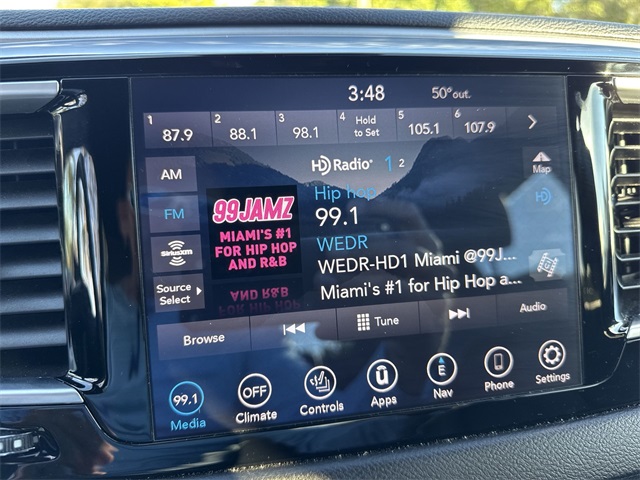 3:48
50° out.
1 87.9
2 88.1
3 98.1
4 Hold to Set
5 105.1
6 107.9
AM
FM
SiriusXM
Source Select
HD Radio 1 2
Map
HD
Hip hop
99.1
WEDR
WEDR-HD1 Miami @99J...
Miami's #1 for Hip Hop a...
99JAMZ
MIAMI'S #1
FOR HIP HOP
AND R&B
Browse
Tune
Audio
99.1
Media
OFF
Climate
Controls
Apps
E
Nav
Phone
Settings